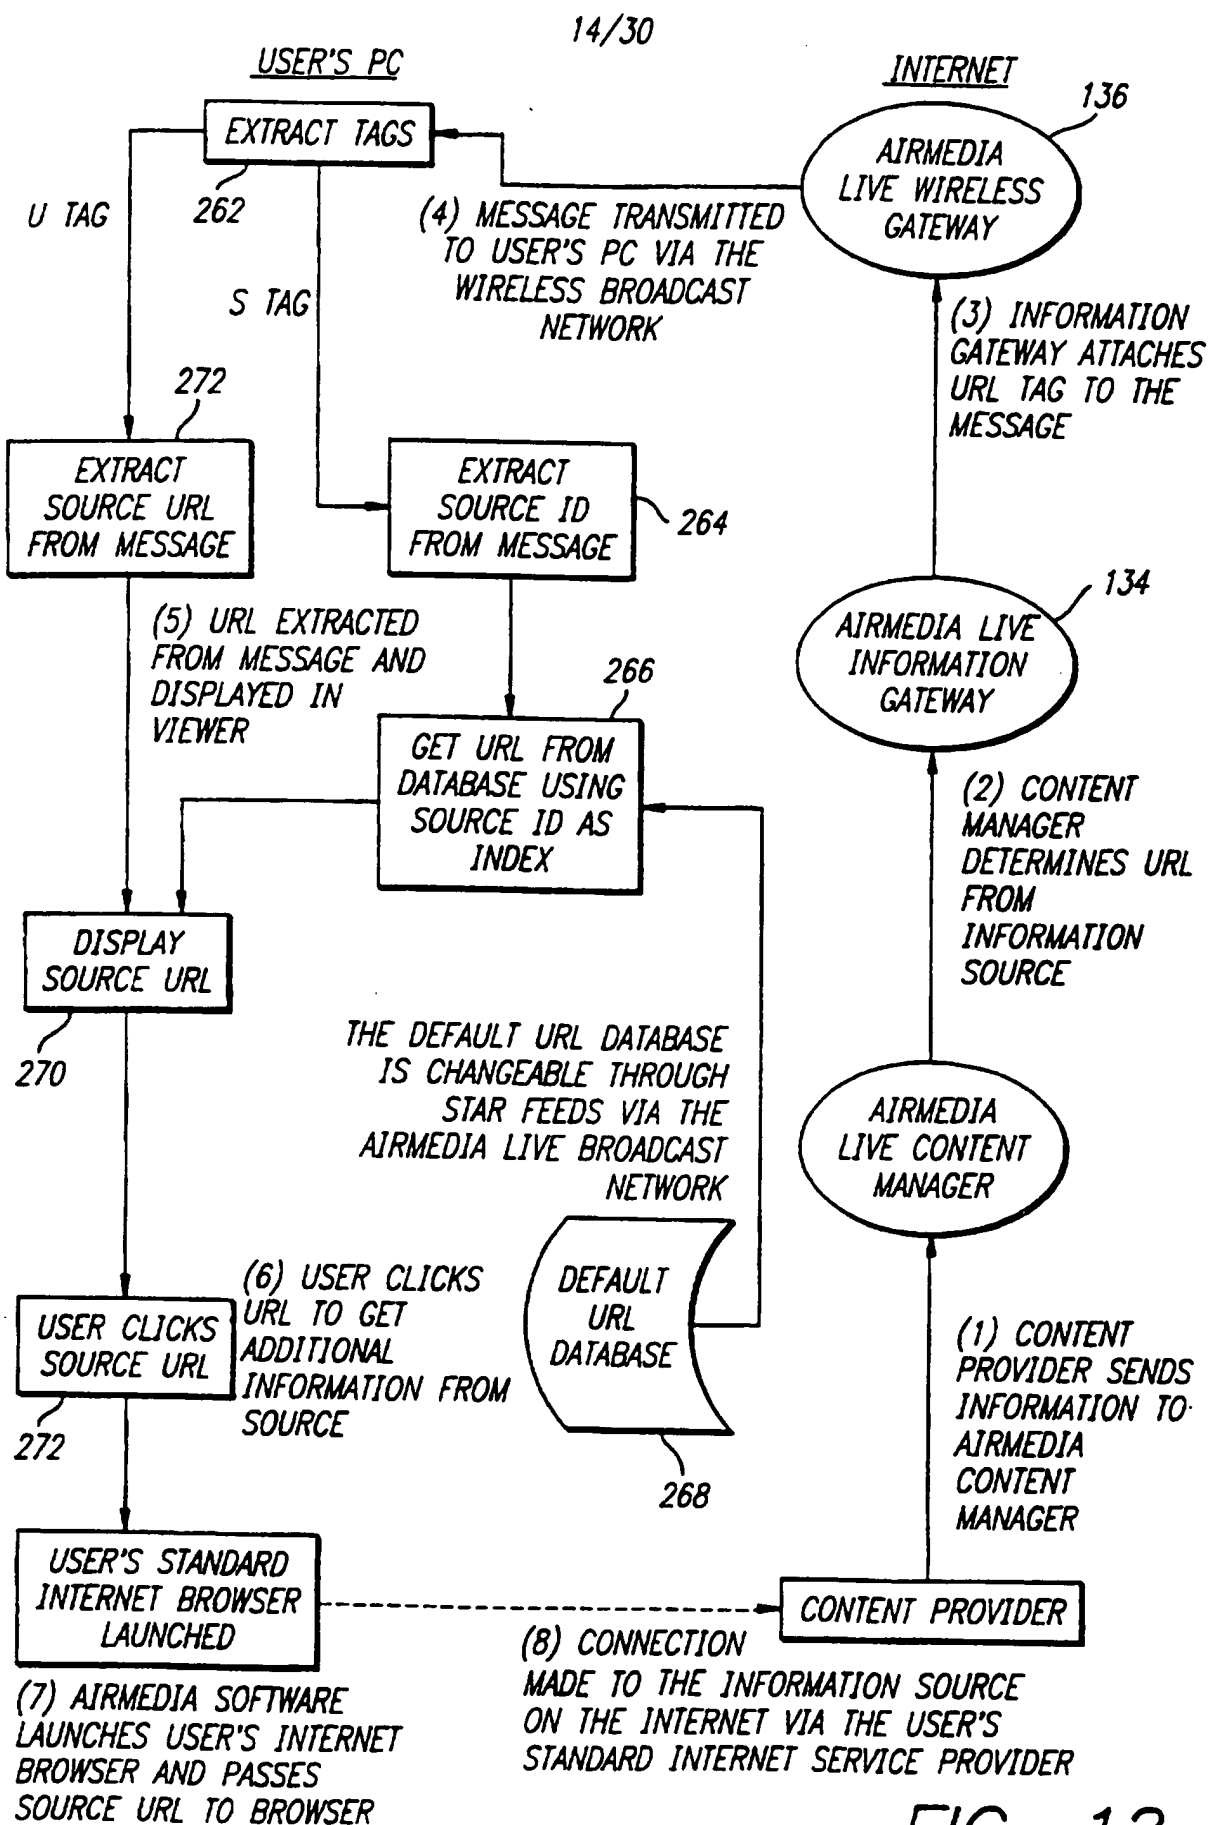 14/30
USER'S PC
INTERNET
136
EXTRACT TAGS
262
AIRMEDIA
LIVE WIRELESS
GATEWAY
U TAG
S TAG
(4) MESSAGE TRANSMITTED
TO USER'S PC VIA THE
WIRELESS BROADCAST
NETWORK
(3) INFORMATION
GATEWAY ATTACHES
URL TAG TO THE
MESSAGE
272
EXTRACT
SOURCE URL
FROM MESSAGE
EXTRACT
SOURCE ID
FROM MESSAGE
264
134
AIRMEDIA LIVE
INFORMATION
GATEWAY
(5) URL EXTRACTED
FROM MESSAGE AND
DISPLAYED IN
VIEWER
266
GET URL FROM
DATABASE USING
SOURCE ID AS
INDEX
(2) CONTENT
MANAGER
DETERMINES URL
FROM
INFORMATION
SOURCE
DISPLAY
SOURCE URL
270
THE DEFAULT URL DATABASE
IS CHANGEABLE THROUGH
STAR FEEDS VIA THE
AIRMEDIA LIVE BROADCAST
NETWORK
AIRMEDIA
LIVE CONTENT
MANAGER
DEFAULT
URL
DATABASE
268
(6) USER CLICKS
URL TO GET
ADDITIONAL
INFORMATION FROM
SOURCE
USER CLICKS
SOURCE URL
272
(1) CONTENT
PROVIDER SENDS
INFORMATION TO
AIRMEDIA
CONTENT
MANAGER
USER'S STANDARD
INTERNET BROWSER
LAUNCHED
CONTENT PROVIDER
(7) AIRMEDIA SOFTWARE
LAUNCHES USER'S INTERNET
BROWSER AND PASSES
SOURCE URL TO BROWSER
(8) CONNECTION
MADE TO THE INFORMATION SOURCE
ON THE INTERNET VIA THE USER'S
STANDARD INTERNET SERVICE PROVIDER